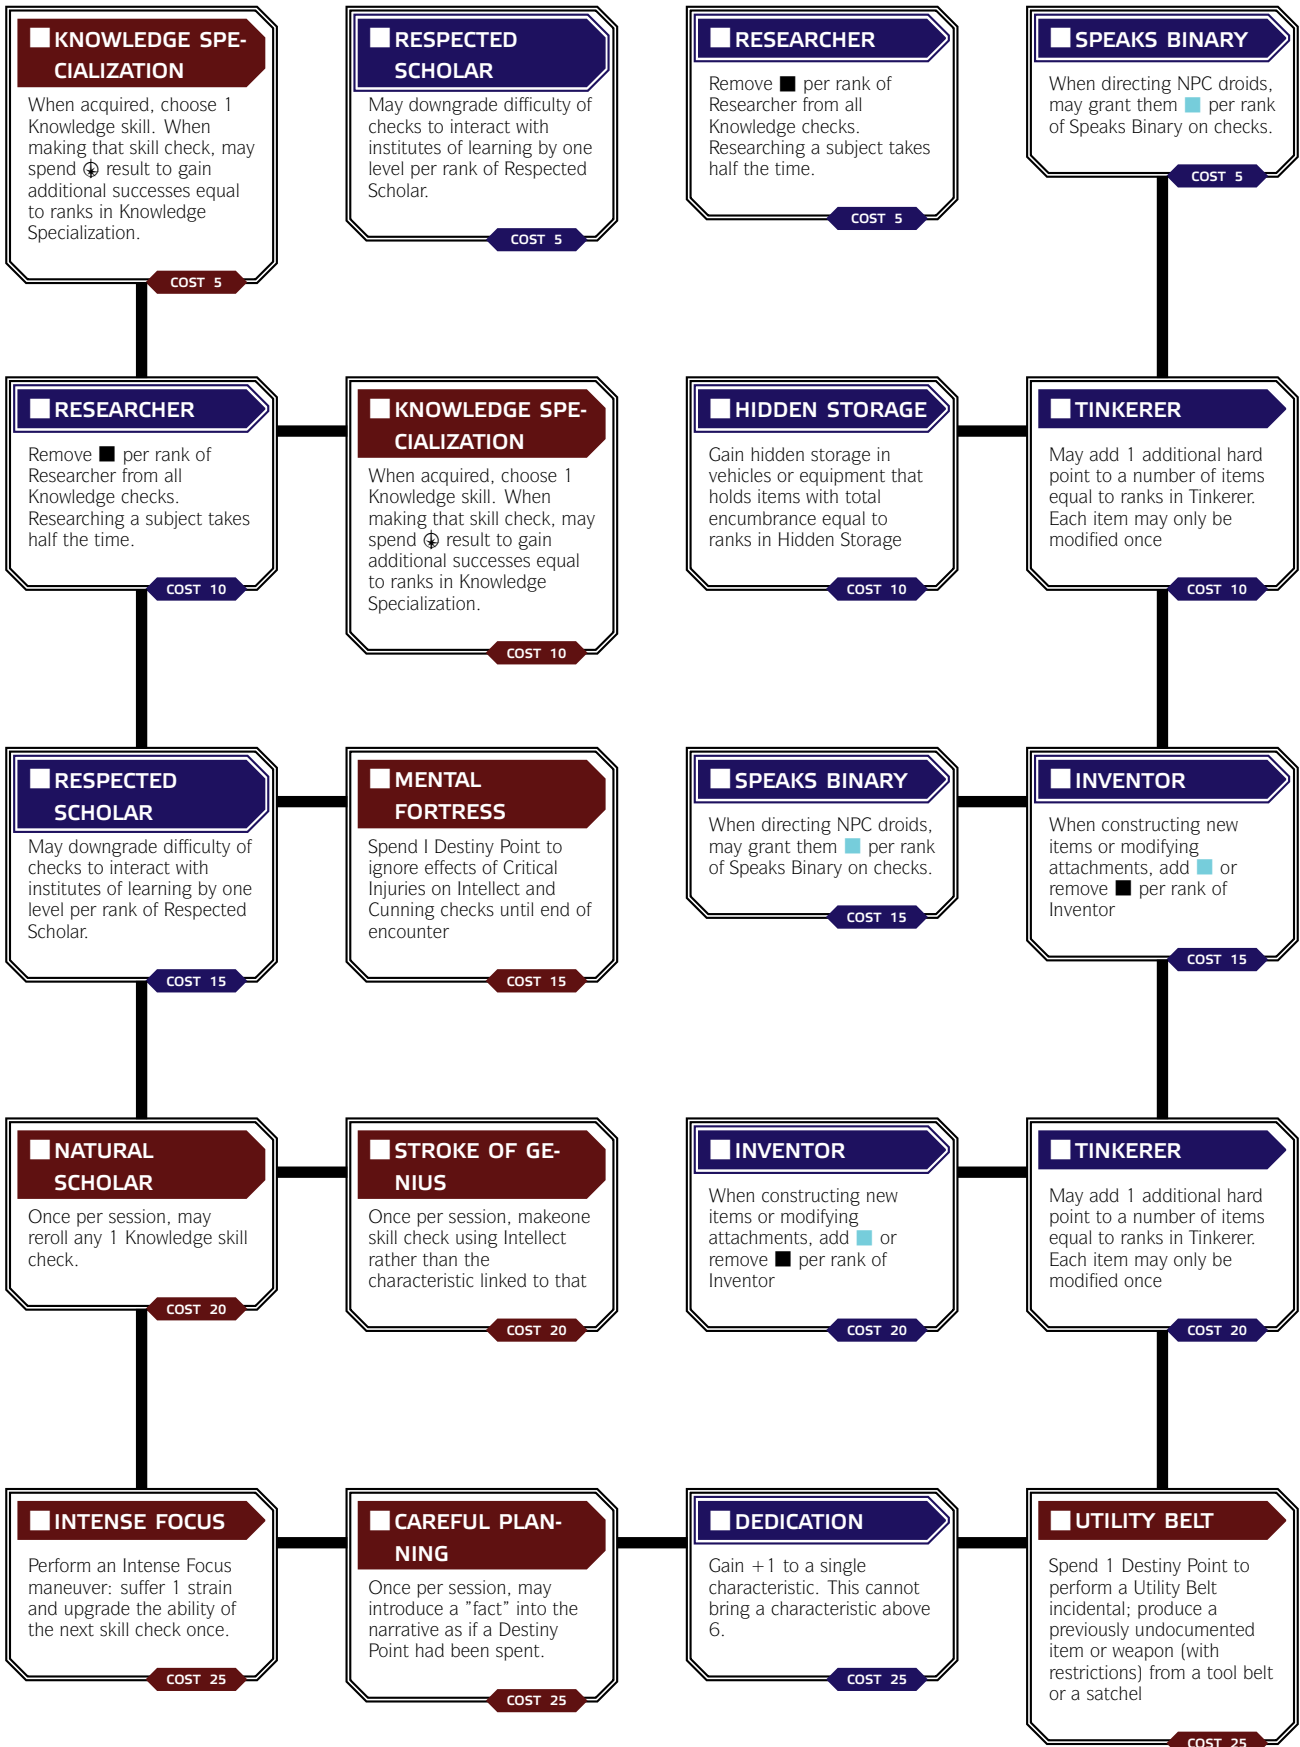 KNOWLEDGE SPE-
CIALIZATION
When acquired, choose 1
Knowledge skill. When
making that skill check, may
spend result to gain
additional successes equal
to ranks in Knowledge
Specialization.
COST 5
RESPECTED
SCHOLAR
May downgrade difficulty of
checks to interact with
institutes of learning by one
level per rank of Respected
Scholar.
COST 5
RESEARCHER
Remove per rank of
Researcher from all
Knowledge checks.
Researching a subject takes
half the time.
COST 5
SPEAKS BINARY
When directing NPC droids,
may grant them per rank
of Speaks Binary on checks.
COST 5
RESEARCHER
Remove per rank of
Researcher from all
Knowledge checks.
Researching a subject takes
half the time.
COST 10
KNOWLEDGE SPE-
CIALIZATION
When acquired, choose 1
Knowledge skill. When
making that skill check, may
spend result to gain
additional successes equal
to ranks in Knowledge
Specialization.
COST 10
HIDDEN STORAGE
Gain hidden storage in
vehicles or equipment that
holds items with total
encumbrance equal to
ranks in Hidden Storage
COST 10
TINKERER
May add 1 additional hard
point to a number of items
equal to ranks in Tinkerer.
Each item may only be
modified once
COST 10
RESPECTED
SCHOLAR
May downgrade difficulty of
checks to interact with
institutes of learning by one
level per rank of Respected
Scholar.
COST 15
MENTAL
FORTRESS
Spend I Destiny Point to
ignore effects of Critical
Injuries on Intellect and
Cunning checks until end of
encounter
COST 15
SPEAKS BINARY
When directing NPC droids,
may grant them per rank
of Speaks Binary on checks.
COST 15
INVENTOR
When constructing new
items or modifying
attachments, add or
remove per rank of
Inventor
COST 15
NATURAL
SCHOLAR
Once per session, may
reroll any 1 Knowledge skill
check.
COST 20
STROKE OF GE-
NIUS
Once per session, makeone
skill check using Intellect
rather than the
characteristic linked to that
COST 20
INVENTOR
When constructing new
items or modifying
attachments, add or
remove per rank of
Inventor
COST 20
TINKERER
May add 1 additional hard
point to a number of items
equal to ranks in Tinkerer.
Each item may only be
modified once
COST 20
INTENSE FOCUS
Perform an Intense Focus
maneuver: suffer 1 strain
and upgrade the ability of
the next skill check once.
COST 25
CAREFUL PLAN-
NING
Once per session, may
introduce a "fact" into the
narrative as if a Destiny
Point had been spent.
COST 25
DEDICATION
Gain +1 to a single
characteristic. This cannot
bring a characteristic above
6.
COST 25
UTILITY BELT
Spend 1 Destiny Point to
perform a Utility Belt
incidental; produce a
previously undocumented
item or weapon (with
restrictions) from a tool belt
or a satchel
COST 25